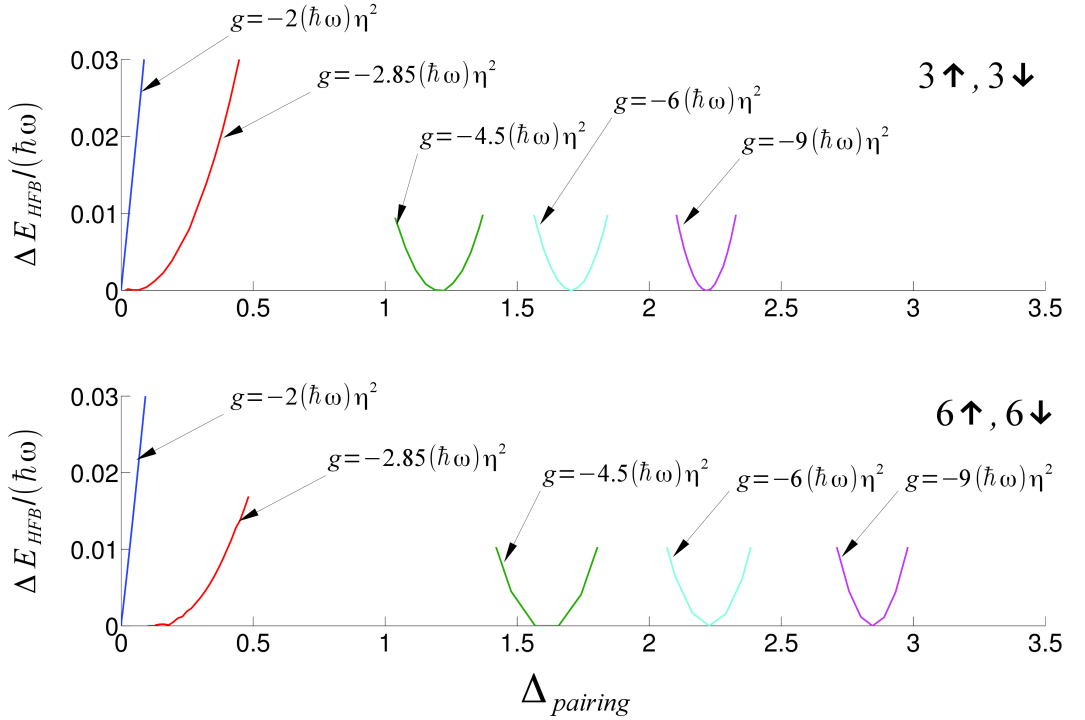 g=−2(ħω)η²
0.03
g=−2.85(ħω)η²
3↑, 3↓
g=−6(ħω)η²
0.02
g=−4.5(ħω)η²
g=−9(ħω)η²
ΔE_HFB/(ħω)
0.01
0
0 0.5 1 1.5 2 2.5 3 3.5
0.03
g=−2(ħω)η²
6↑, 6↓
g=−2.85(ħω)η²
g=−4.5(ħω)η²
g=−6(ħω)η²
g=−9(ħω)η²
0.02
ΔE_HFB/(ħω)
0.01
0
0 0.5 1 1.5 2 2.5 3 3.5
Δ_pairing